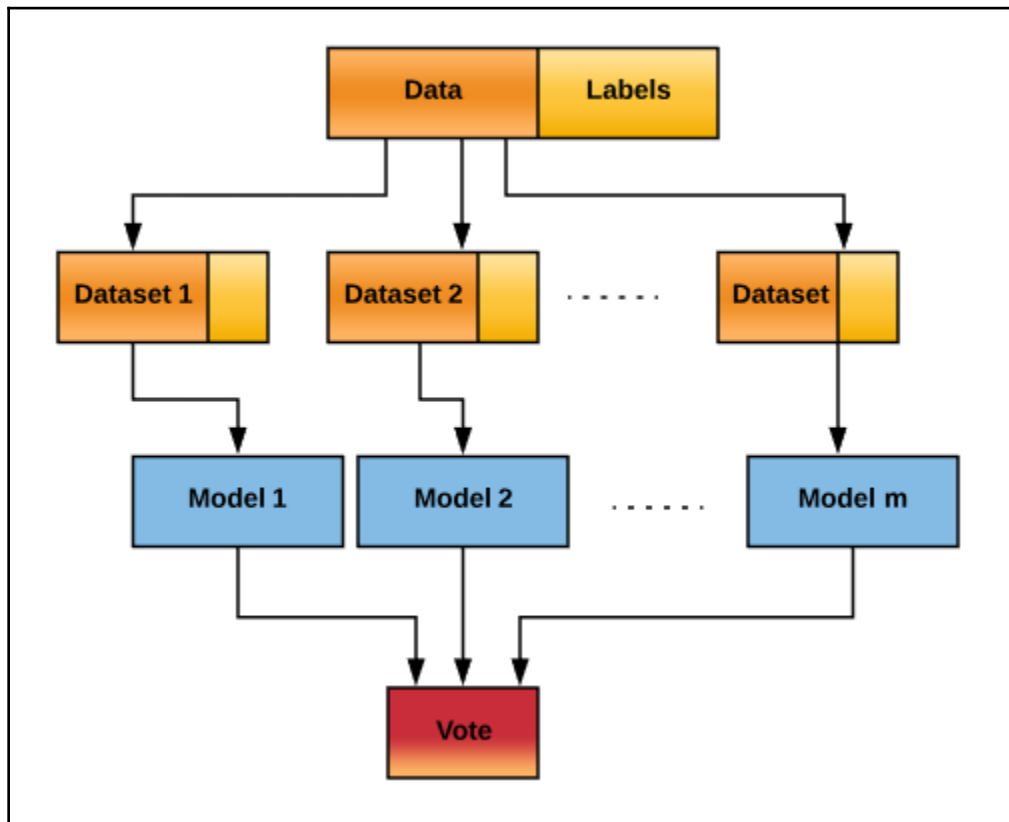 Data
Labels
Dataset 1
Dataset 2
Dataset
Model 1
Model 2
Model m
Vote